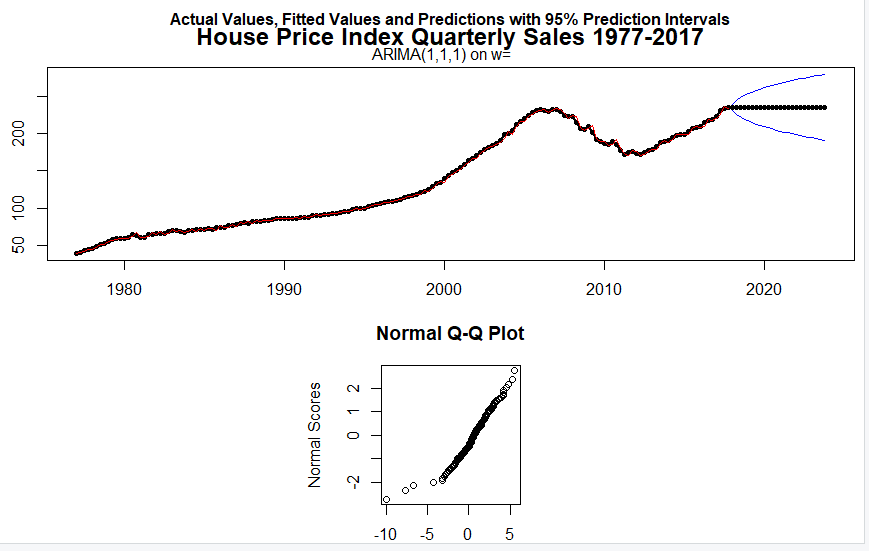 Actual Values, Fitted Values and Predictions with 95% Prediction Intervals
House Price Index Quarterly Sales 1977-2017
ARIMA(1,1,1) on w=
200
100
50
1980 1990 2000 2010 2020
Normal Q-Q Plot
Normal Scores
2
1
0
-2
-10 -5 0 5